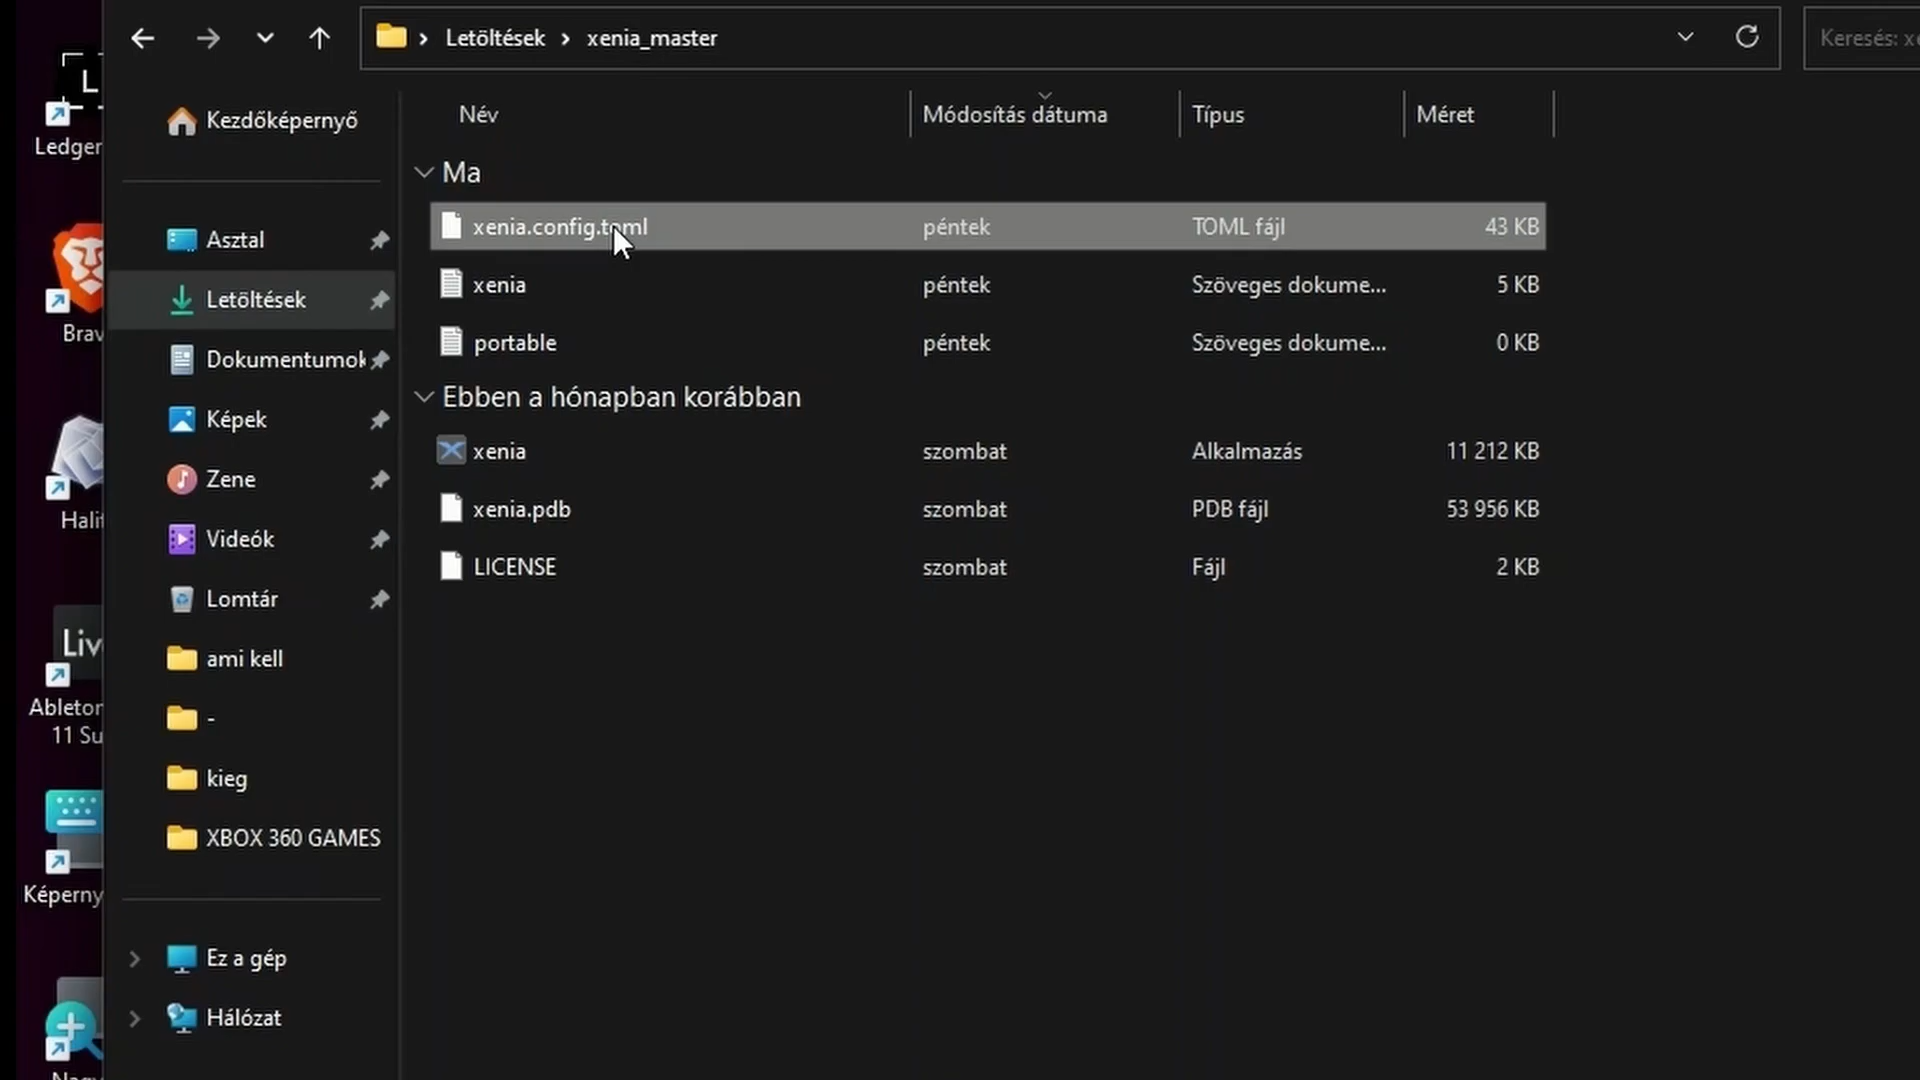 Letöltések
xenia_master
Keresés: xe
Név
Módosítás dátuma
Típus
Méret
Ma
xenia.config.toml péntek TOML fájl 43 KB
xenia péntek Szöveges dokume... 5 KB
portable péntek Szöveges dokume... 0 KB
Ebben a hónapban korábban
xenia szombat Alkalmazás 11 212 KB
xenia.pdb szombat PDB fájl 53 956 KB
LICENSE szombat Fájl 2 KB
Kezdőképernyő
Asztal
Letöltések
Dokumentumok
Képek
Zene
Videók
Lomtár
ami kell
-
kieg
XBOX 360 GAMES
Ez a gép
Hálózat
L
Ledger
Brav
Live
Ableton
11 Su
Képerny